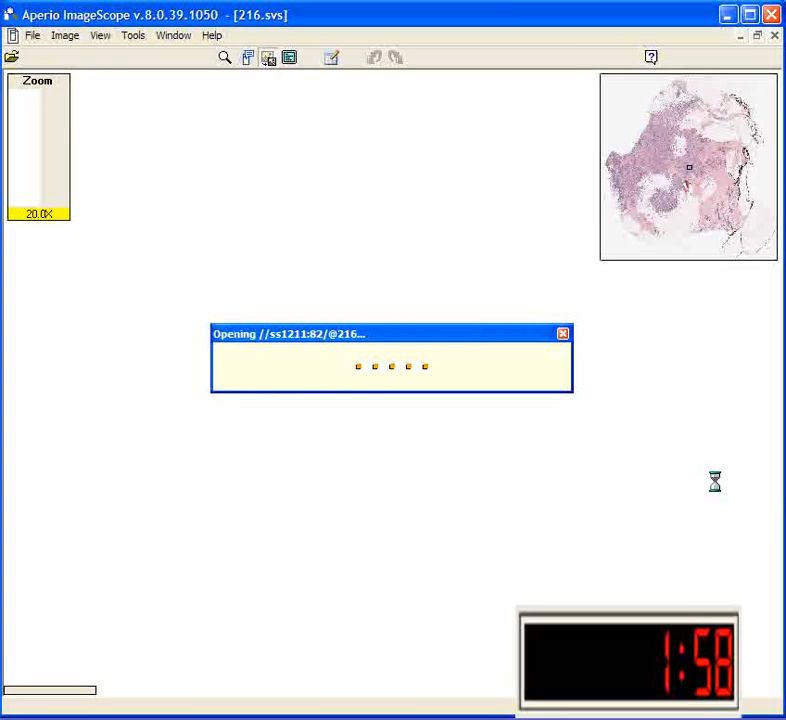 Aperio ImageScope v.8.0.39.1050 - [216.svs]
File Image View Tools Window Help
Zoom
20.0X
Opening //ss1211:82/@216...
1:58